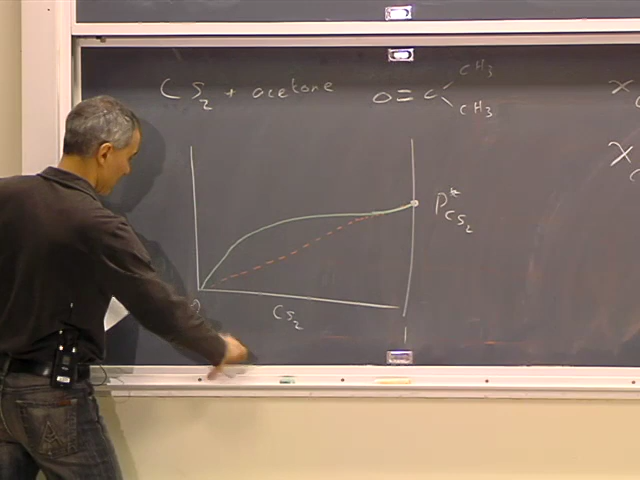 CS₂ + acetone O=C CH₃ CH₃
P*CS₂
0 CS₂ 1
χ
χ